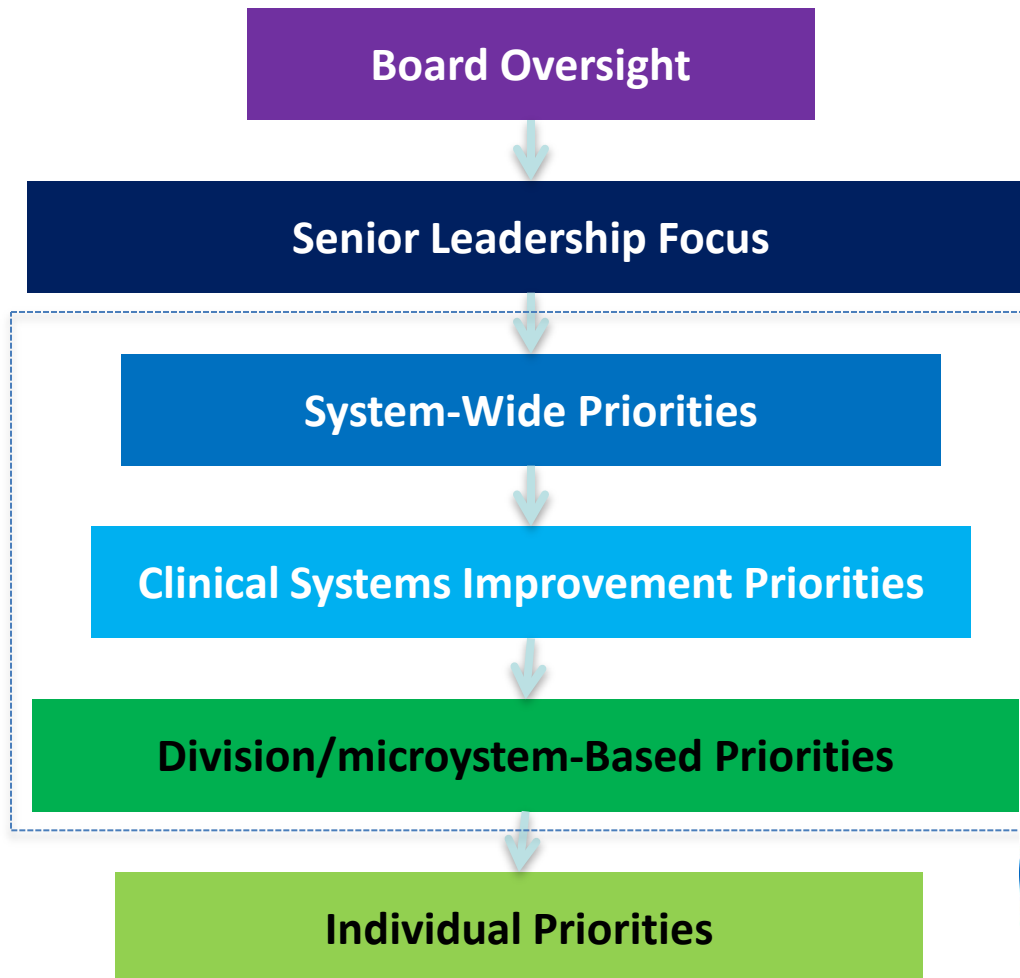 Board Oversight
Senior Leadership Focus
System-Wide Priorities
Clinical Systems Improvement Priorities
Division/microystem-Based Priorities
Individual Priorities